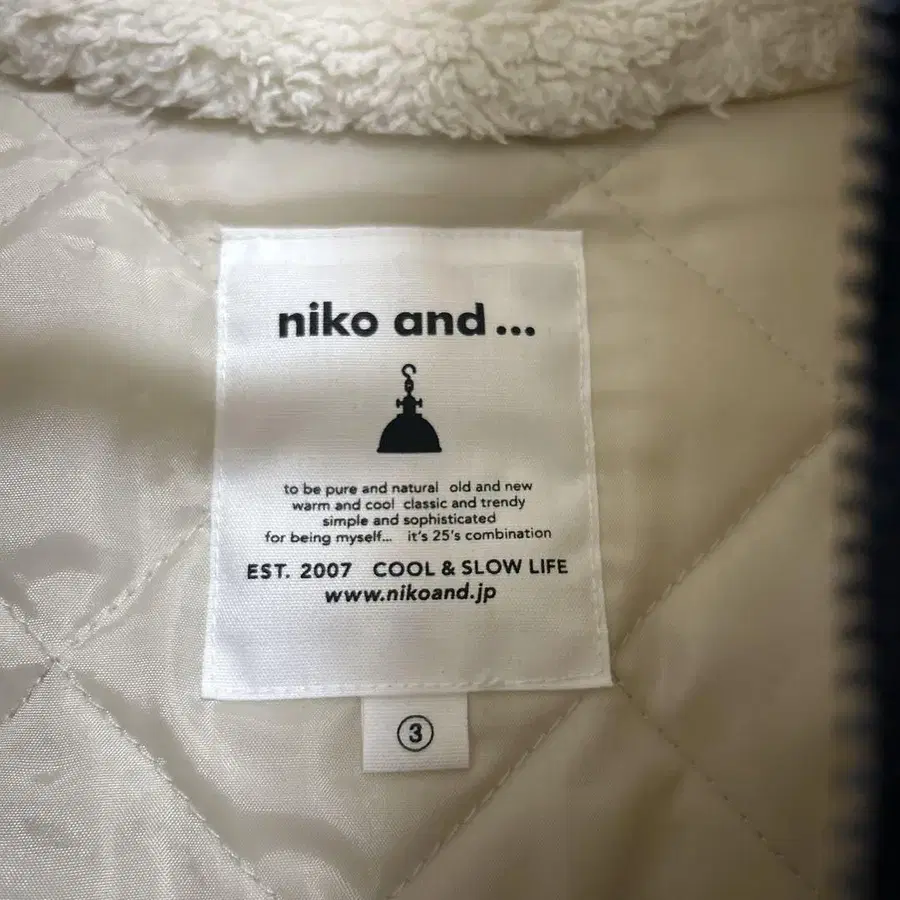 niko and ...
to be pure and natural old and new
warm and cool classic and trendy
simple and sophisticated
for being myself... it's 25's combination
EST. 2007 COOL & SLOW LIFE
www.nikoand.jp
3